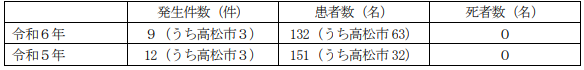 発生件数（件） 患者数（名） 死者数（名）
令和６年 ９（うち高松市３） 132（うち高松市 63） ０
令和５年 12（うち高松市３） 151（うち高松市 32） ０